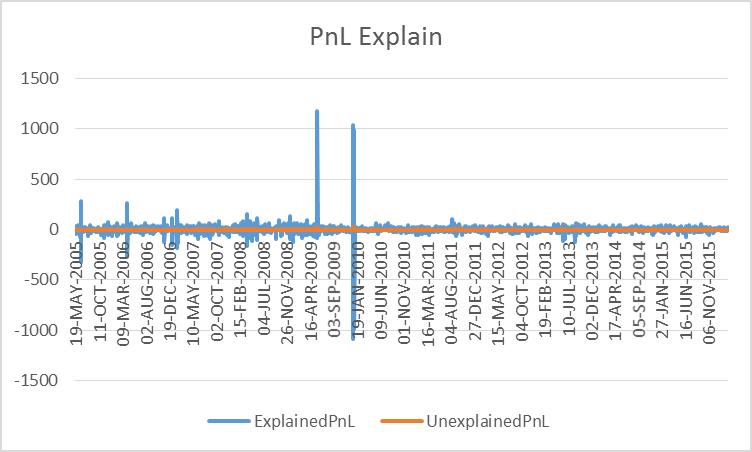 PnL Explain
1500
1000
500
0
-500
-1000
-1500
19-MAY-2005
11-OCT-2005
09-MAR-2006
02-AUG-2006
19-DEC-2006
10-MAY-2007
02-OCT-2007
15-FEB-2008
04-JUL-2008
26-NOV-2008
16-APR-2009
03-SEP-2009
19-JAN-2010
09-JUN-2010
01-NOV-2010
16-MAR-2011
04-AUG-2011
27-DEC-2011
15-MAY-2012
04-OCT-2012
19-FEB-2013
10-JUL-2013
02-DEC-2013
17-APR-2014
05-SEP-2014
27-JAN-2015
16-JUN-2015
06-NOV-2015
ExplainedPnL UnexplainedPnL